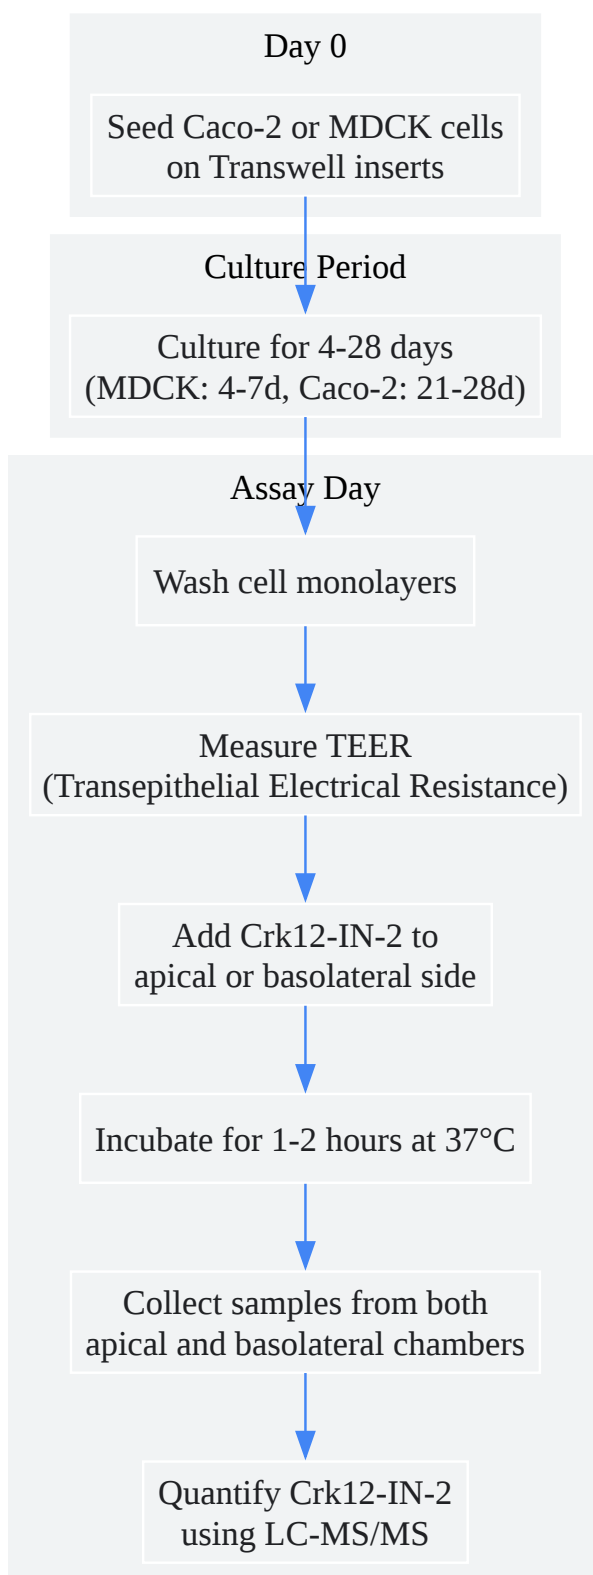 Day 0
Seed Caco-2 or MDCK cells
on Transwell inserts
Culture Period
Culture for 4-28 days
(MDCK: 4-7d, Caco-2: 21-28d)
Assay Day
Wash cell monolayers
Measure TEER
(Transepithelial Electrical Resistance)
Add Crk12-IN-2 to
apical or basolateral side
Incubate for 1-2 hours at 37°C
Collect samples from both
apical and basolateral chambers
Quantify Crk12-IN-2
using LC-MS/MS